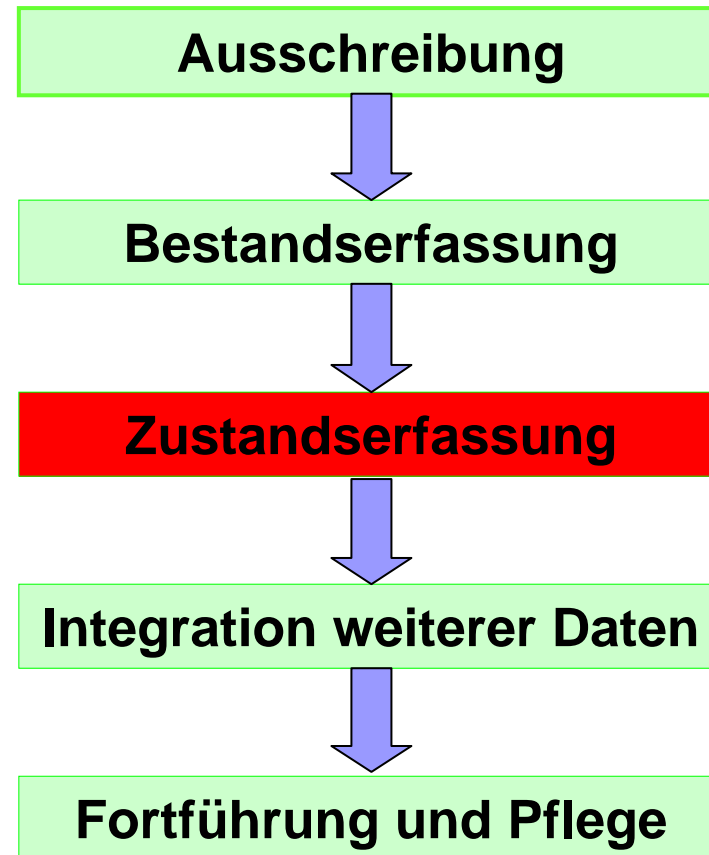 Ausschreibung
Bestandserfassung
Zustandserfassung
Integration weiterer Daten
Fortführung und Pflege